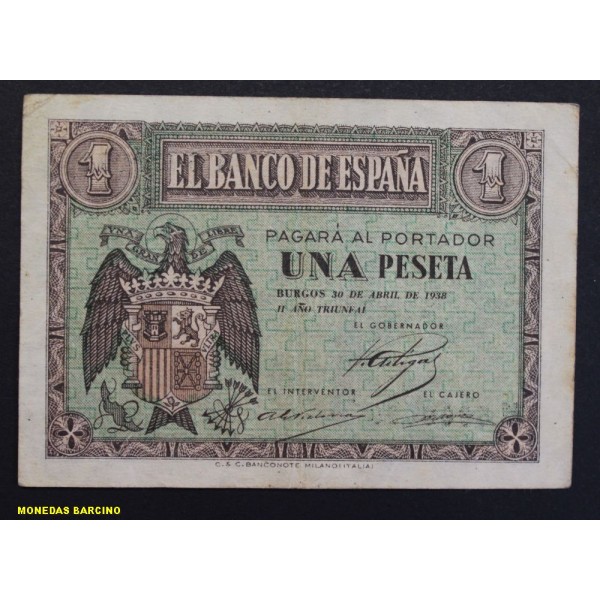 1 EL BANCO DE ESPAÑA 1
UNA GRANDE LIBRE
PAGARÁ AL PORTADOR
UNA PESETA
BURGOS 30 DE ABRIL DE 1938
II AÑO TRIUNFAL
EL GOBERNADOR
EL INTERVENTOR EL CAJERO
C. & C. BANCONOTE MILANO (ITALIA)
MONEDAS BARCINO